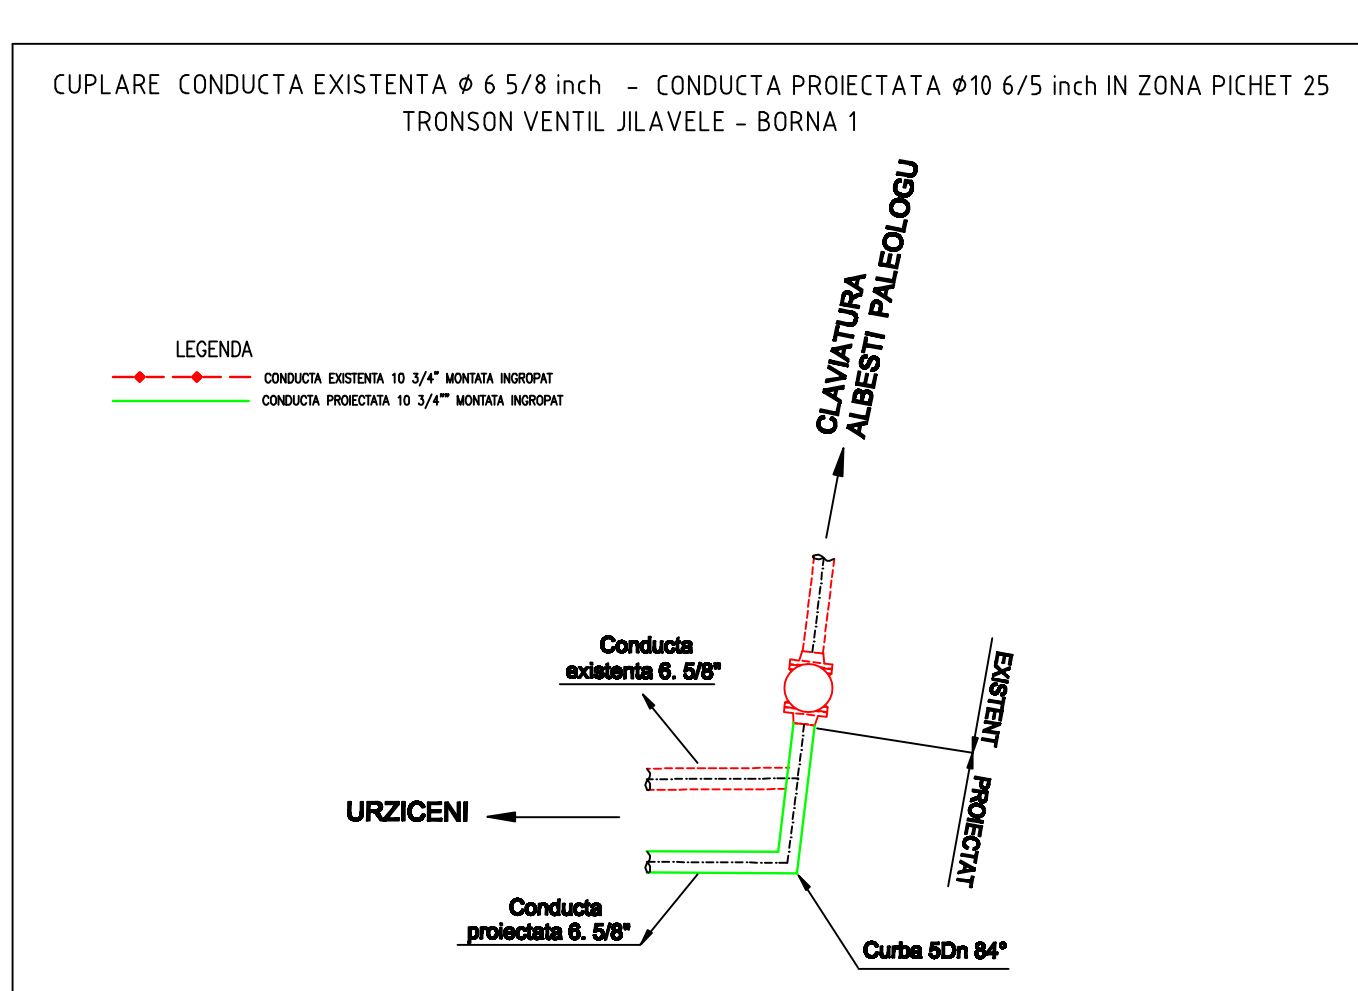 CUPLARE CONDUCTA EXISTENTA Ø 6 5/8 inch - CONDUCTA PROIECTATA Ø10 6/5 inch IN ZONA PICHET 25
TRONSON VENTIL JILAVELE - BORNA 1
CLAVIATURA
ALBESTI PALEOLOGU
LEGENDA
CONDUCTA EXISTENTA 10 3/4" MONTATA INGROPAT
CONDUCTA PROIECTATA 10 3/4"" MONTATA INGROPAT
Conducta
existenta 6. 5/8"
EXISTENT
PROIECTAT
URZICENI
Conducta
proiectata 6. 5/8"
Curba 5Dn 84°